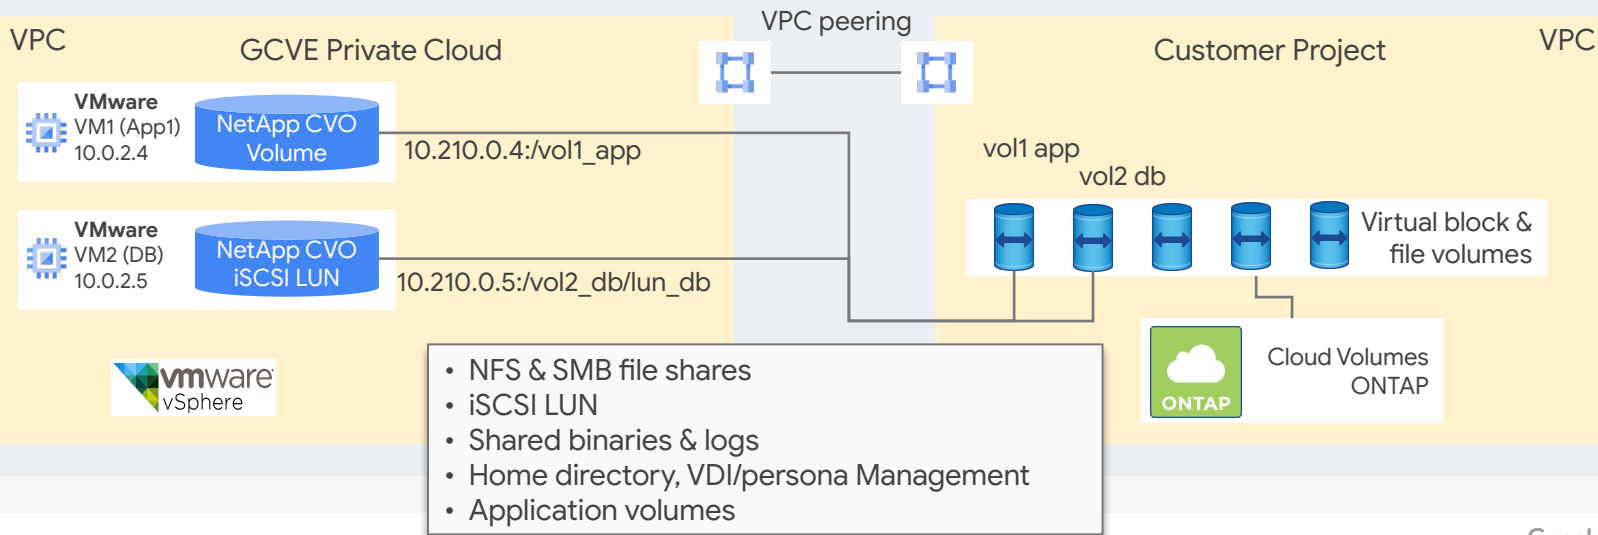 VPC peering
VPC
GCVE Private Cloud
Customer Project
VPC
VMware
VM1 (App1)
10.0.2.4
NetApp CVO
Volume
10.210.0.4:/vol1_app
vol1 app
vol2 db
VMware
VM2 (DB)
10.0.2.5
NetApp CVO
iSCSI LUN
10.210.0.5:/vol2_db/lun_db
Virtual block &
file volumes
vmware
vSphere
• NFS & SMB file shares
• iSCSI LUN
• Shared binaries & logs
• Home directory, VDI/persona Management
• Application volumes
ONTAP
Cloud Volumes
ONTAP